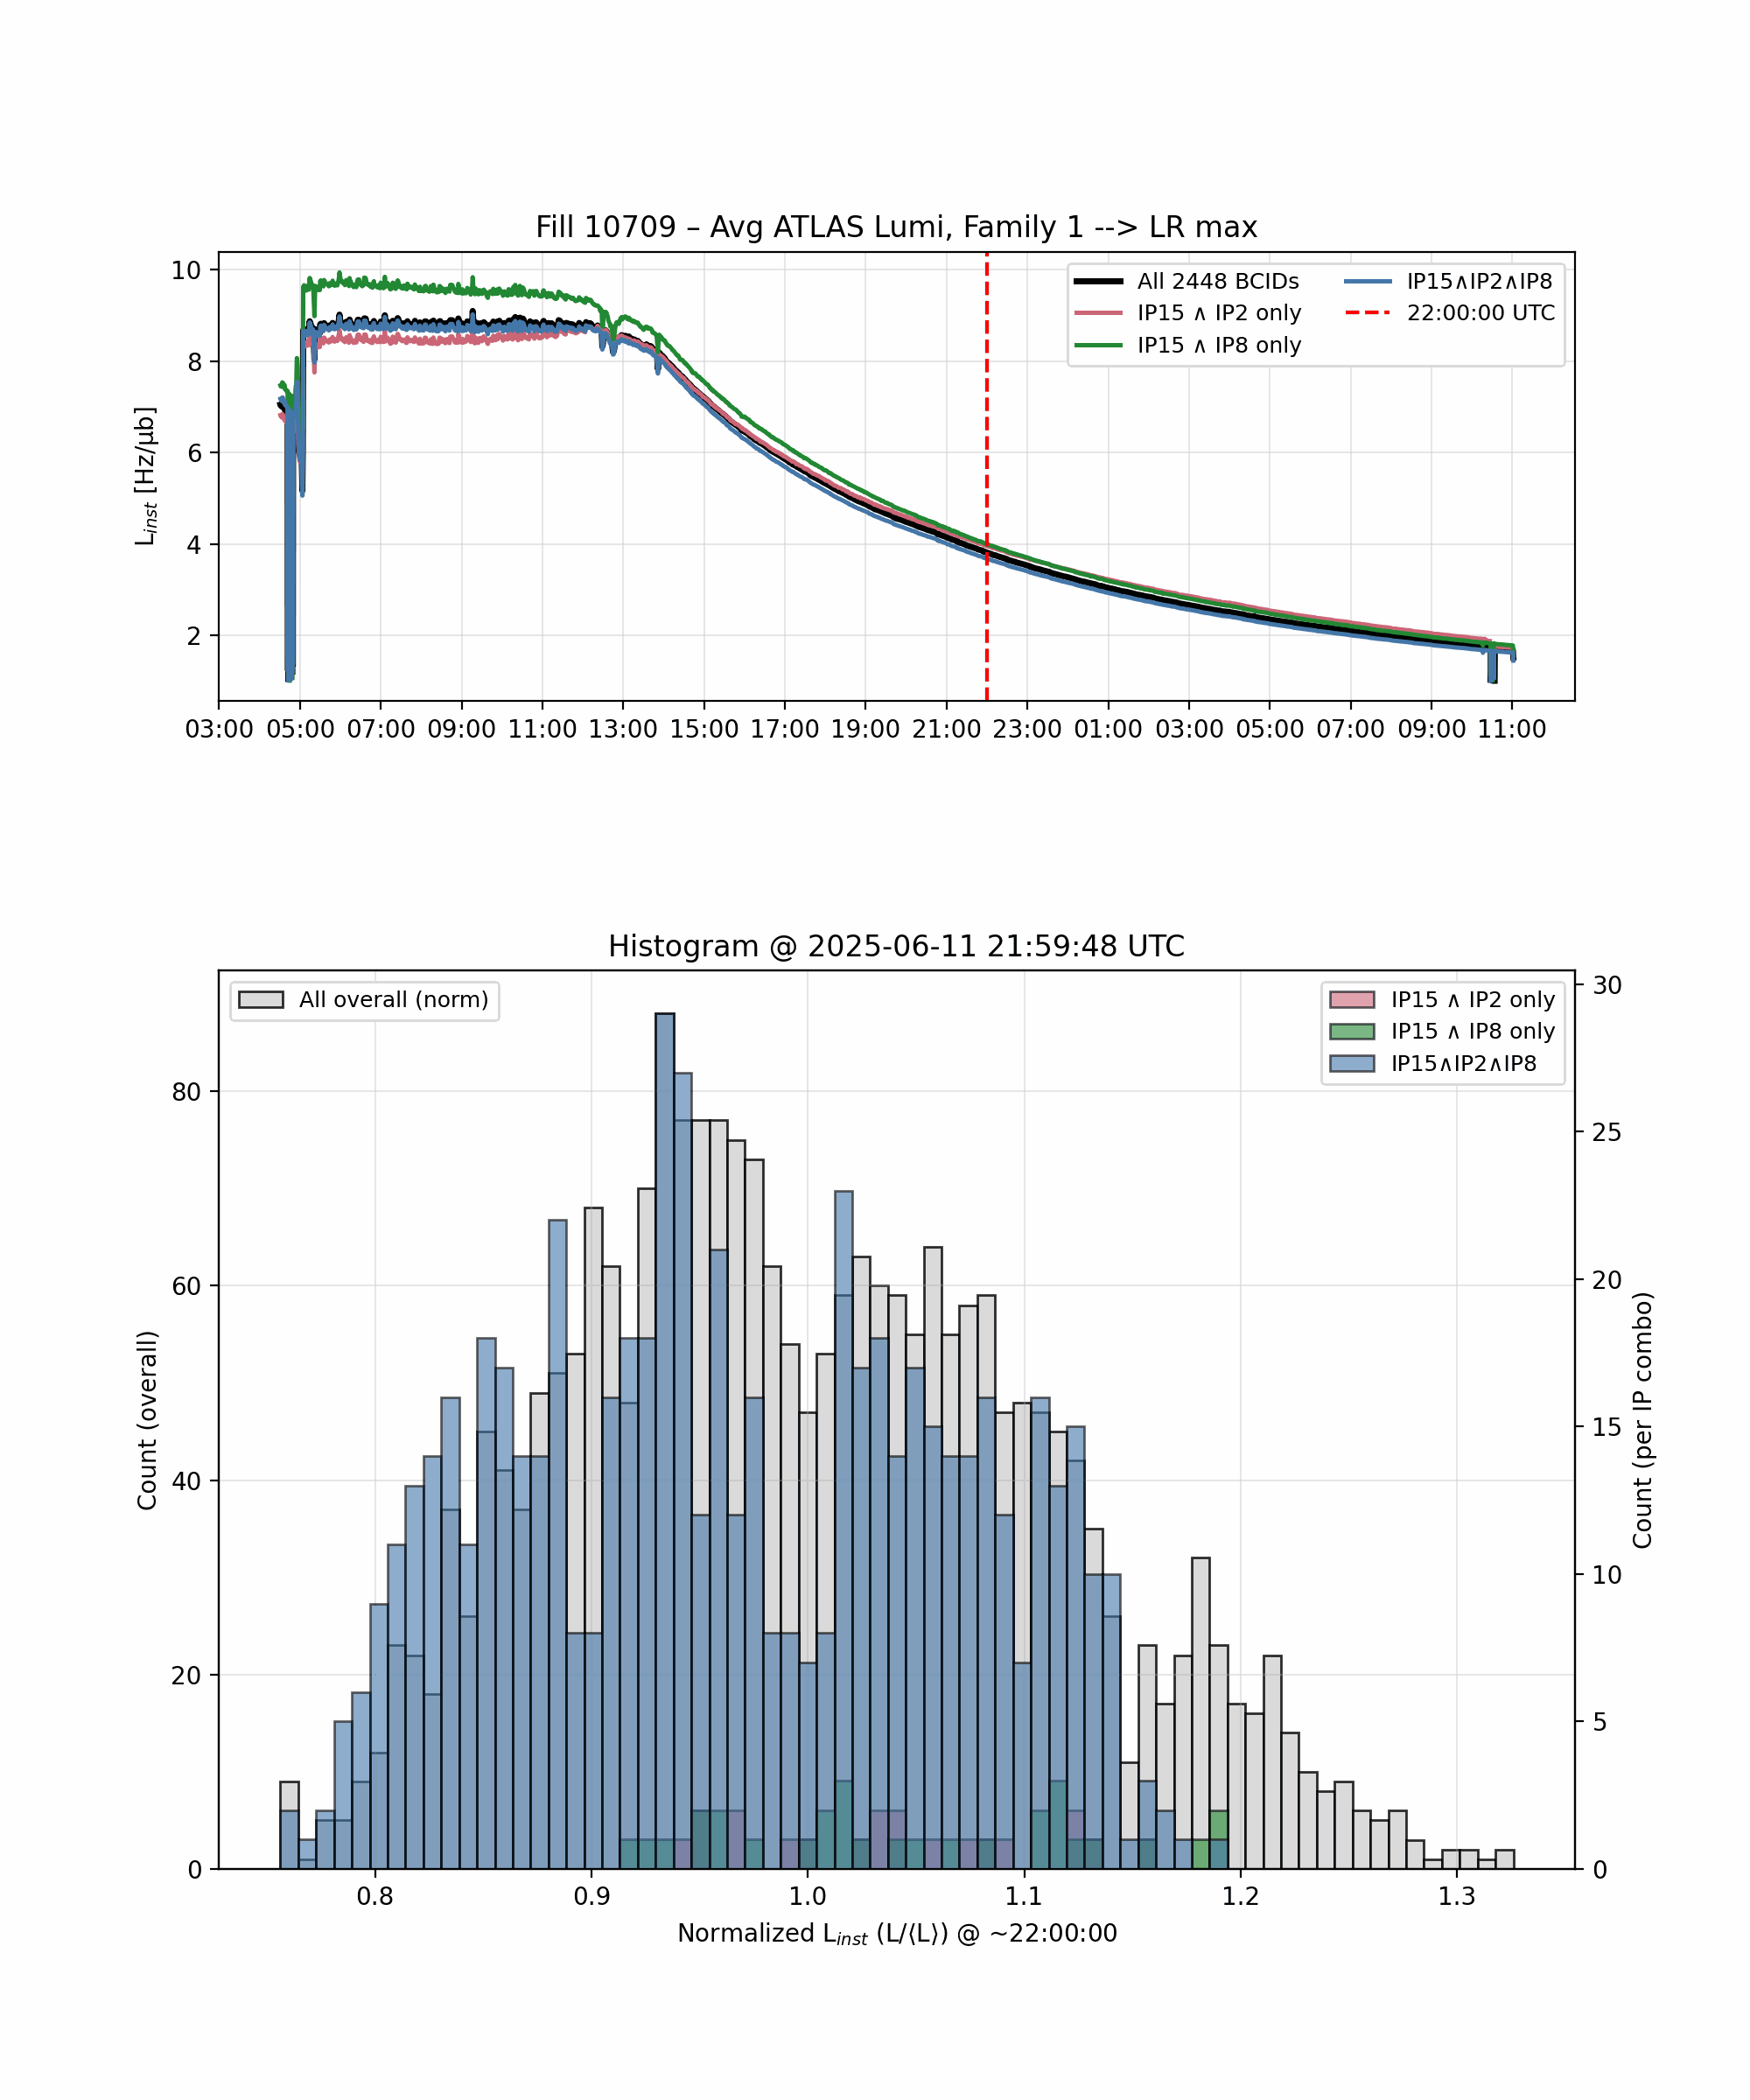 Fill 10709 – Avg ATLAS Lumi, Family 1 --> LR max
L_inst [Hz/μb]
10
8
6
4
2
All 2448 BCIDs
IP15 ∧ IP2 only
IP15 ∧ IP8 only
IP15∧IP2∧IP8
22:00:00 UTC
03:00 05:00 07:00 09:00 11:00 13:00 15:00 17:00 19:00 21:00 23:00 01:00 03:00 05:00 07:00 09:00 11:00
Histogram @ 2025-06-11 21:59:48 UTC
Count (overall)
80
60
40
20
0
All overall (norm)
IP15 ∧ IP2 only
IP15 ∧ IP8 only
IP15∧IP2∧IP8
30
25
20
15
10
5
0
Count (per IP combo)
0.8 0.9 1.0 1.1 1.2 1.3
Normalized L_inst (L/⟨L⟩) @ ~22:00:00